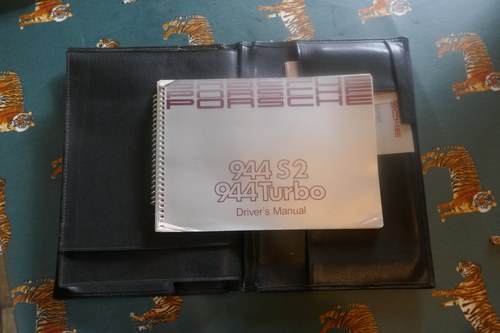 PORSCHE
PORSCHE
944 S2
944 Turbo
Driver's Manual